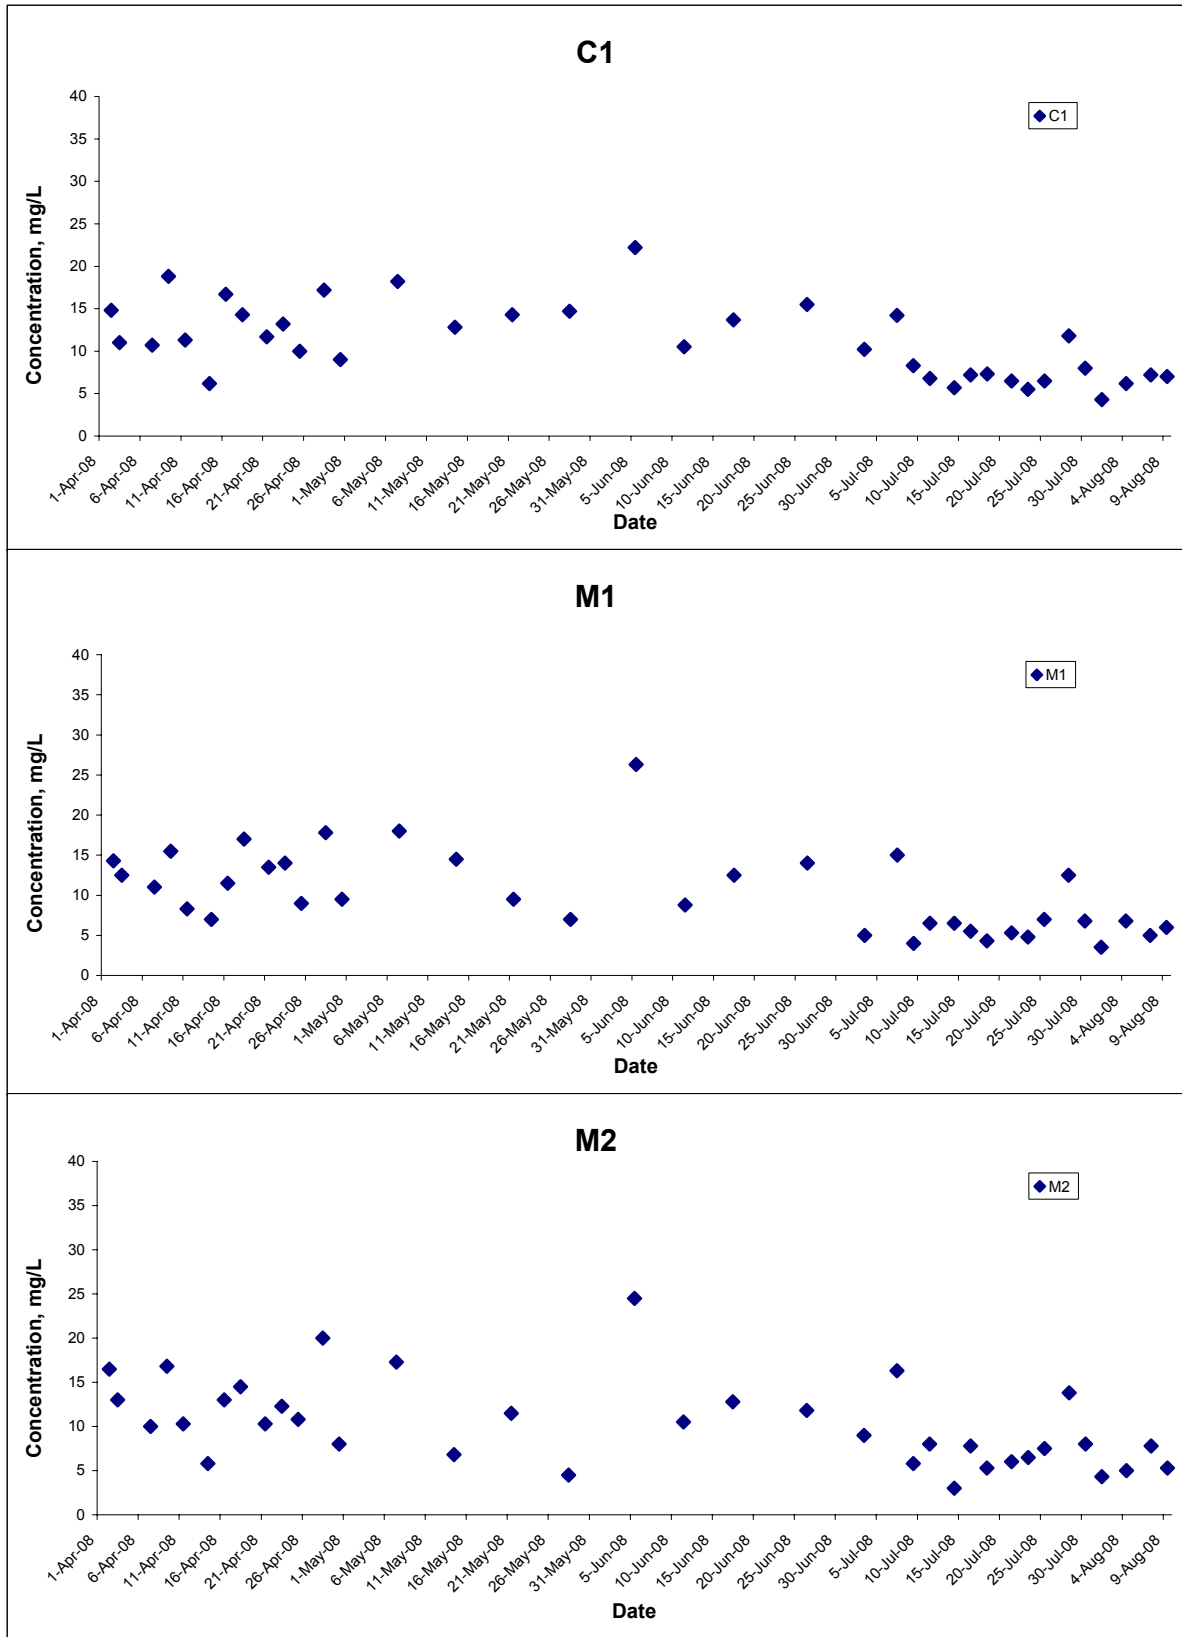 C1
40
35
30
25
20
15
10
5
0
Concentration, mg/L
C1
1-Apr-08
6-Apr-08
11-Apr-08
16-Apr-08
21-Apr-08
26-Apr-08
1-May-08
6-May-08
11-May-08
16-May-08
21-May-08
26-May-08
31-May-08
5-Jun-08
10-Jun-08
15-Jun-08
20-Jun-08
25-Jun-08
30-Jun-08
5-Jul-08
10-Jul-08
15-Jul-08
20-Jul-08
25-Jul-08
30-Jul-08
4-Aug-08
9-Aug-08
Date
M1
40
35
30
25
20
15
10
5
0
Concentration, mg/L
M1
1-Apr-08
6-Apr-08
11-Apr-08
16-Apr-08
21-Apr-08
26-Apr-08
1-May-08
6-May-08
11-May-08
16-May-08
21-May-08
26-May-08
31-May-08
5-Jun-08
10-Jun-08
15-Jun-08
20-Jun-08
25-Jun-08
30-Jun-08
5-Jul-08
10-Jul-08
15-Jul-08
20-Jul-08
25-Jul-08
30-Jul-08
4-Aug-08
9-Aug-08
Date
M2
40
35
30
25
20
15
10
5
0
Concentration, mg/L
M2
1-Apr-08
6-Apr-08
11-Apr-08
16-Apr-08
21-Apr-08
26-Apr-08
1-May-08
6-May-08
11-May-08
16-May-08
21-May-08
26-May-08
31-May-08
5-Jun-08
10-Jun-08
15-Jun-08
20-Jun-08
25-Jun-08
30-Jun-08
5-Jul-08
10-Jul-08
15-Jul-08
20-Jul-08
25-Jul-08
30-Jul-08
4-Aug-08
9-Aug-08
Date